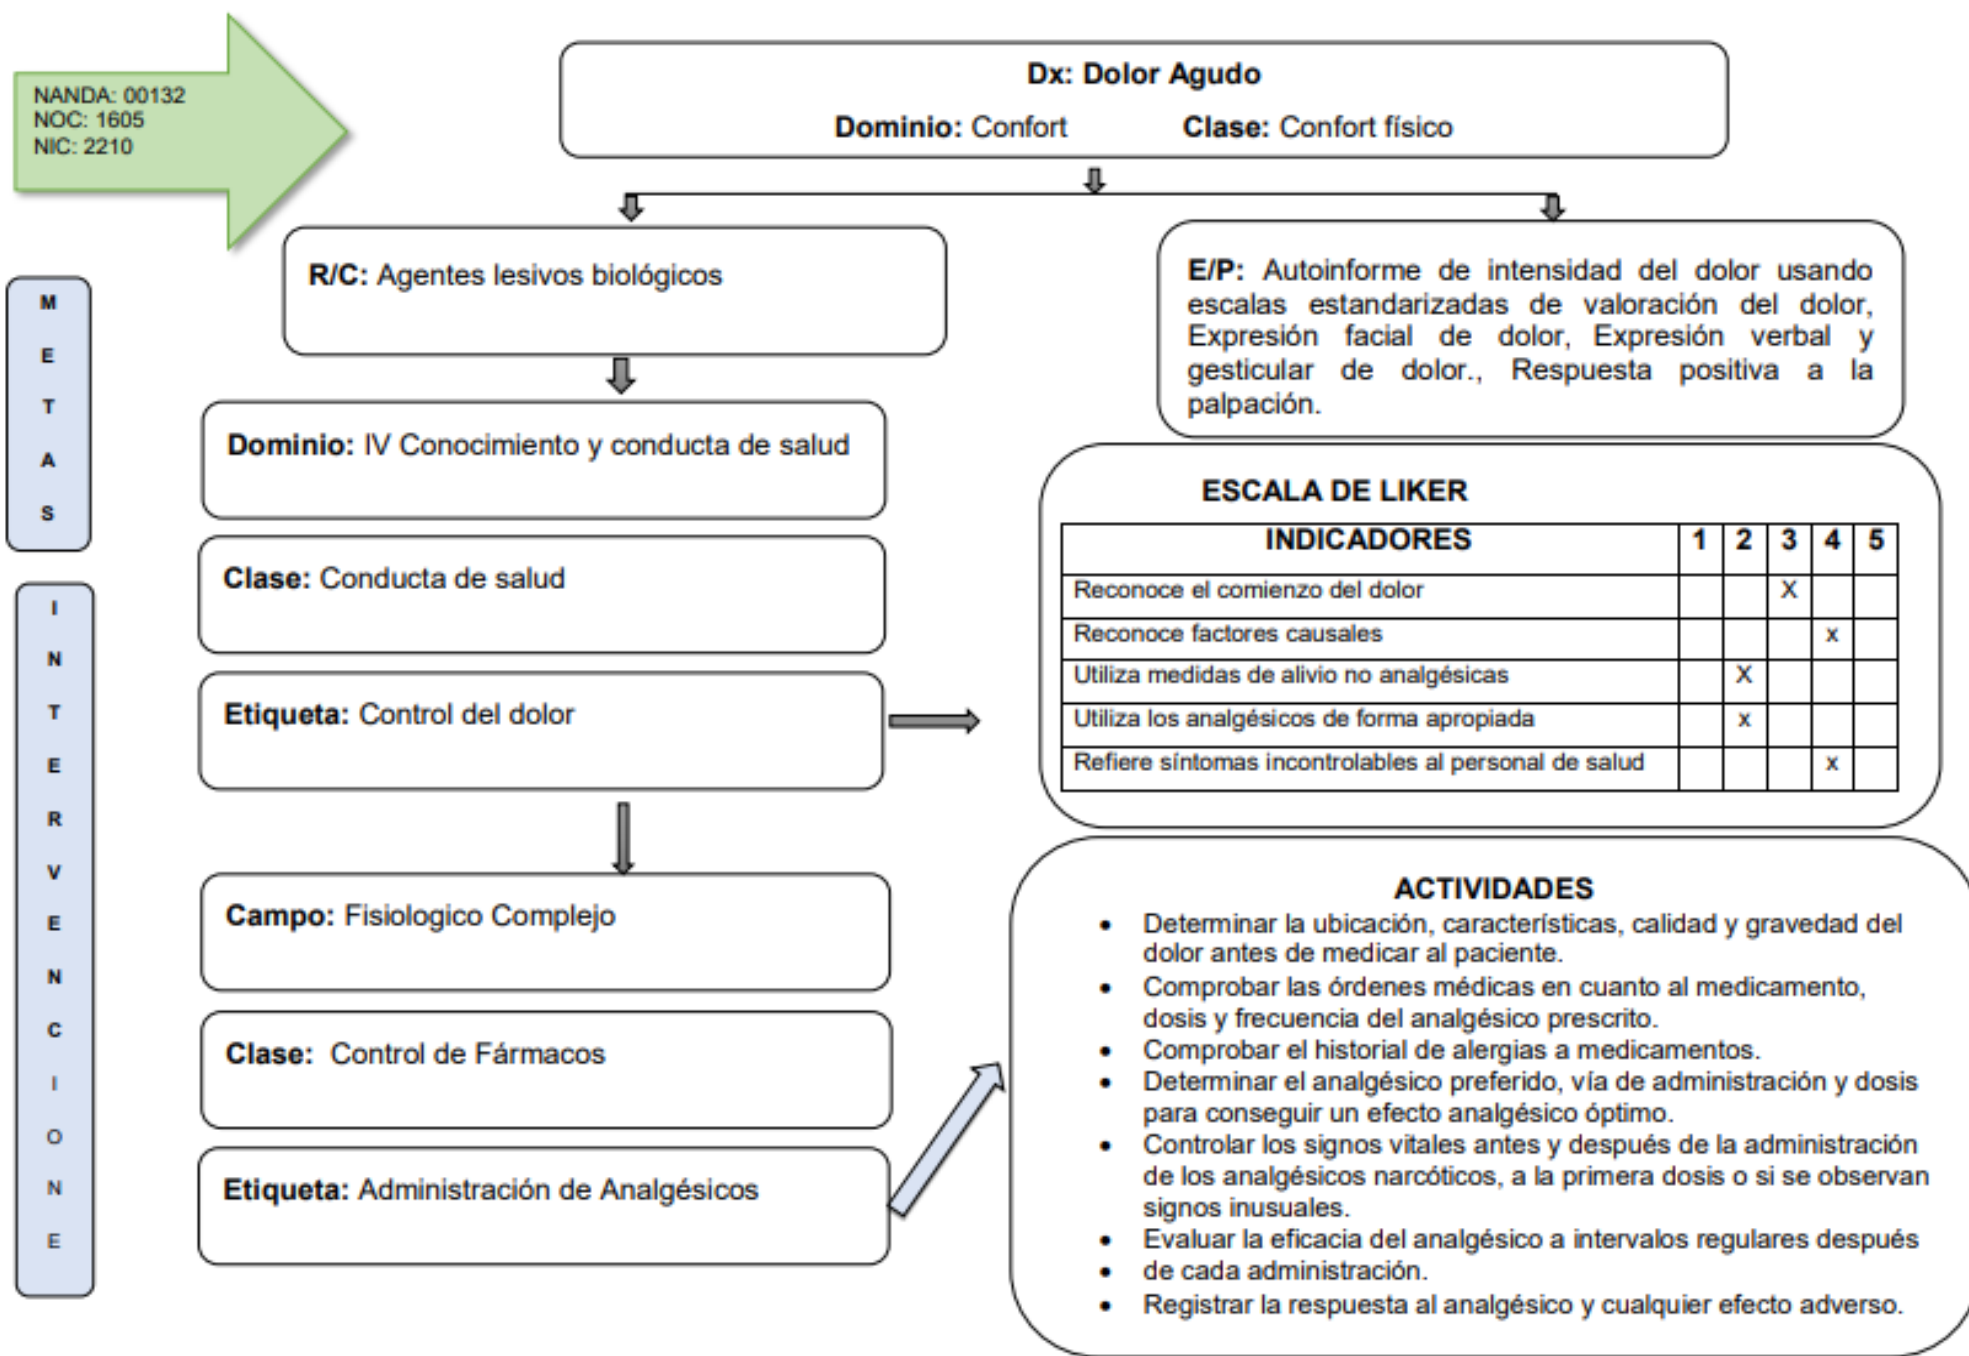 NANDA: 00132
NOC: 1605
NIC: 2210
Dx: Dolor Agudo
Dominio: Confort Clase: Confort físico
R/C: Agentes lesivos biológicos
E/P: Autoinforme de intensidad del dolor usando
escalas estandarizadas de valoración del dolor,
Expresión facial de dolor, Expresión verbal y
gesticular de dolor., Respuesta positiva a la
palpación.
M
E
T
A
S
Dominio: IV Conocimiento y conducta de salud
Clase: Conducta de salud
Etiqueta: Control del dolor
ESCALA DE LIKER
INDICADORES 1 2 3 4 5
Reconoce el comienzo del dolor X
Reconoce factores causales x
Utiliza medidas de alivio no analgésicas X
Utiliza los analgésicos de forma apropiada x
Refiere síntomas incontrolables al personal de salud x
I
N
T
E
R
V
E
N
C
I
O
N
E
Campo: Fisiologico Complejo
Clase: Control de Fármacos
Etiqueta: Administración de Analgésicos
ACTIVIDADES
• Determinar la ubicación, características, calidad y gravedad del
dolor antes de medicar al paciente.
• Comprobar las órdenes médicas en cuanto al medicamento,
dosis y frecuencia del analgésico prescrito.
• Comprobar el historial de alergias a medicamentos.
• Determinar el analgésico preferido, vía de administración y dosis
para conseguir un efecto analgésico óptimo.
• Controlar los signos vitales antes y después de la administración
de los analgésicos narcóticos, a la primera dosis o si se observan
signos inusuales.
• Evaluar la eficacia del analgésico a intervalos regulares después
• de cada administración.
• Registrar la respuesta al analgésico y cualquier efecto adverso.